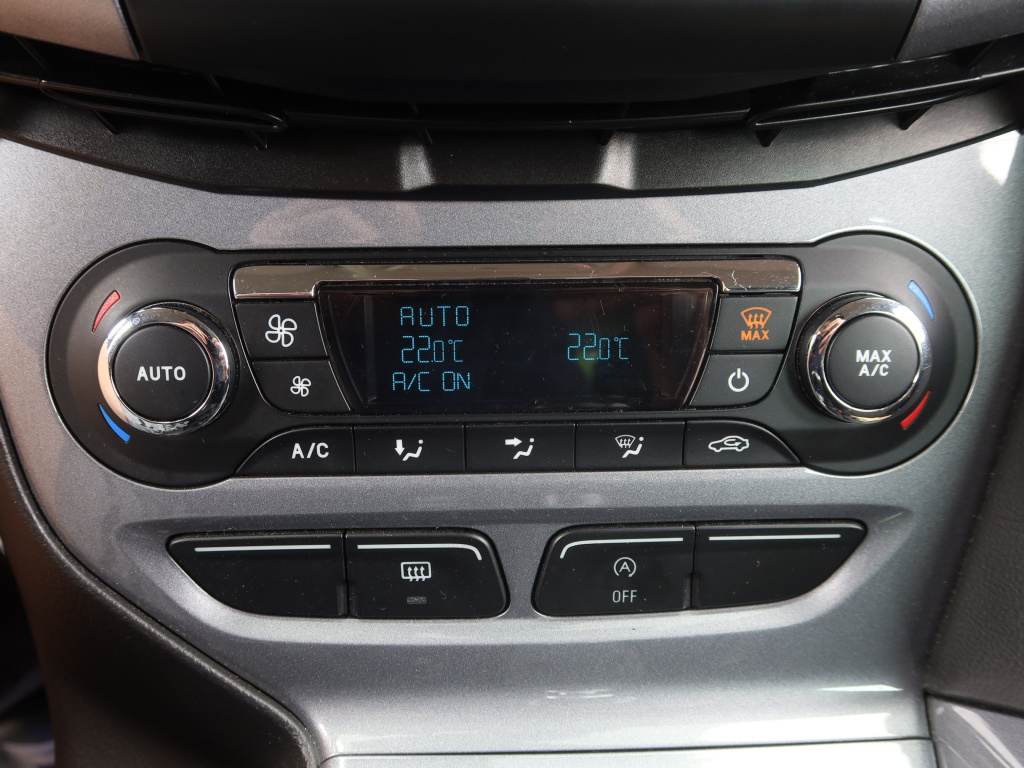 AUTO
AUTO
22.0°C
22.0°C
A/C ON
MAX
MAX
A/C
A/C
A
OFF